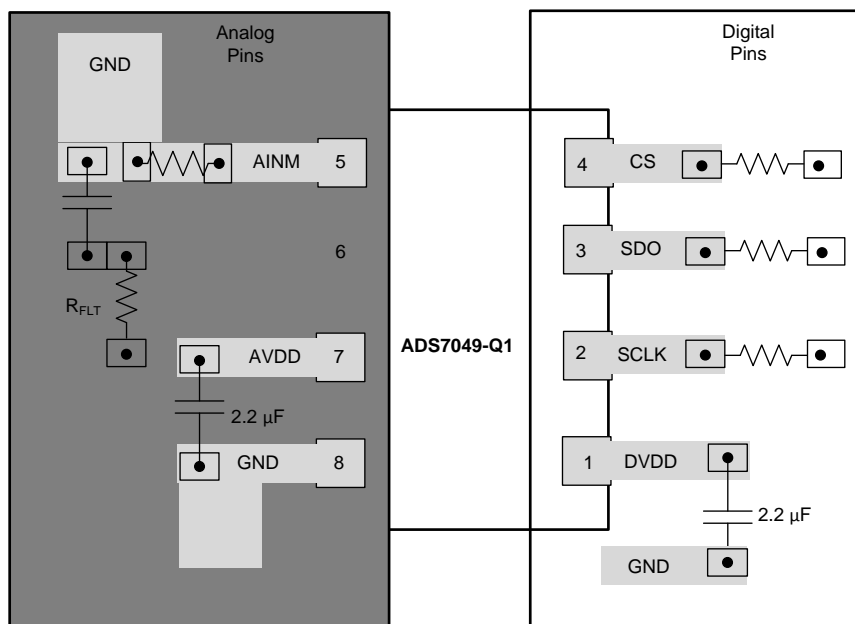 Analog
Pins
Digital
Pins
GND
AINM
5
6
R_FLT
AVDD
7
2.2 µF
GND
8
ADS7049-Q1
4
CS
3
SDO
2
SCLK
1
DVDD
2.2 µF
GND